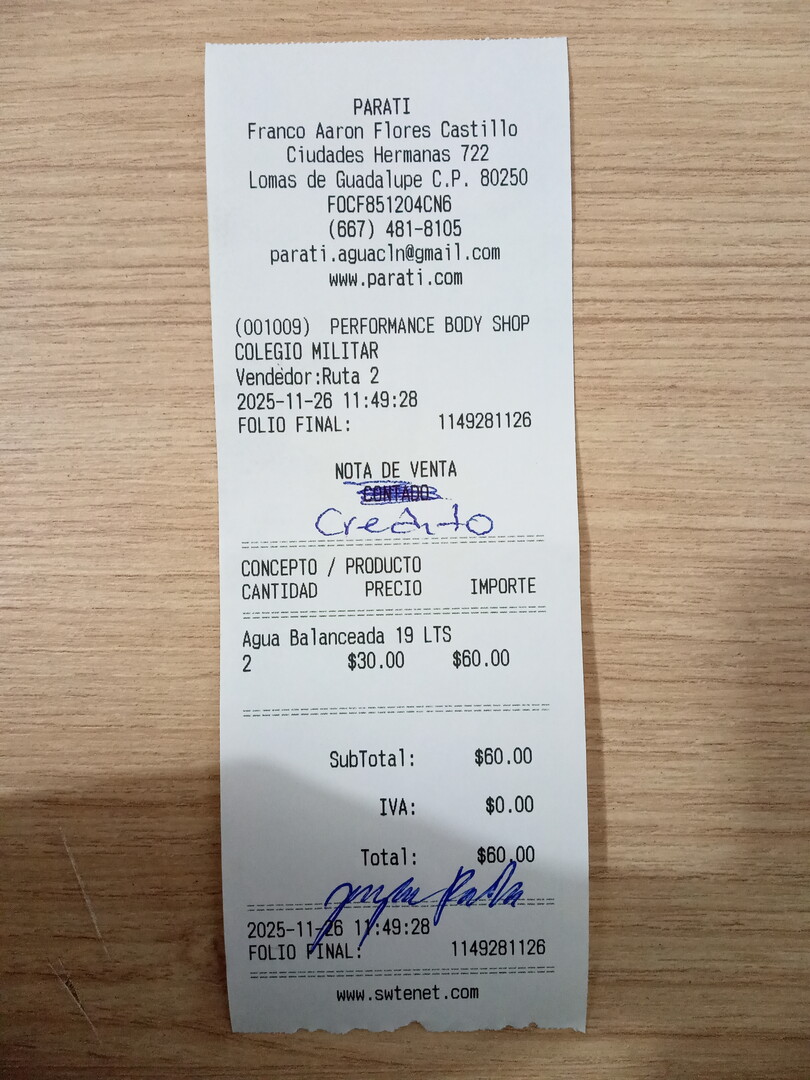 PARATI
Franco Aaron Flores Castillo
Ciudades Hermanas 722
Lomas de Guadalupe C.P. 80250
FOCF851204CN6
(667) 481-8105
parati.aguacln@gmail.com
www.parati.com
(001009) PERFORMANCE BODY SHOP
COLEGIO MILITAR
Vendedor:Ruta 2
2025-11-26 11:49:28
FOLIO FINAL: 1149281126
NOTA DE VENTA
CONTADO
Credito
CONCEPTO / PRODUCTO
CANTIDAD PRECIO IMPORTE
Agua Balanceada 19 LTS
2 $30.00 $60.00
SubTotal: $60.00
IVA: $0.00
Total: $60.00
2025-11-26 11:49:28
FOLIO FINAL: 1149281126
www.swtenet.com